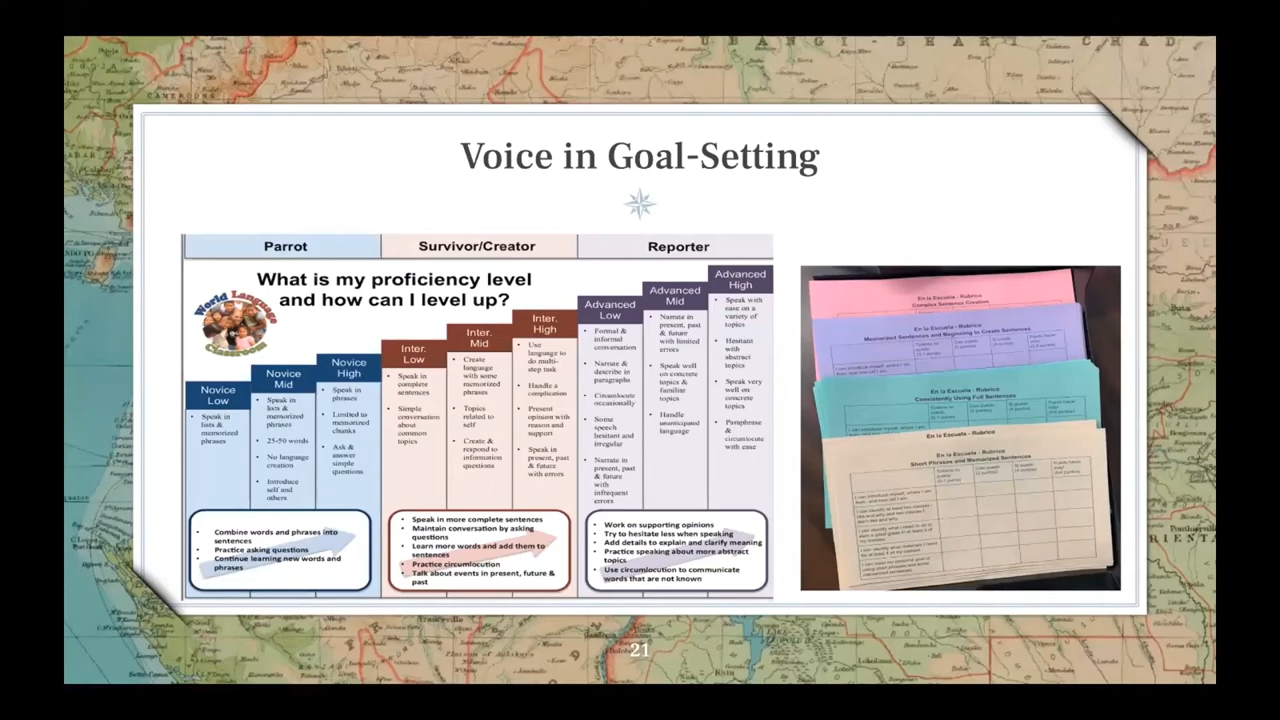 UBANGI-SHARI-CHAD
CAMEROONS
Voice in Goal-Setting
Parrot
Survivor/Creator
Reporter
What is my proficiency level
and how can I level up?
World Language
Classroom
Novice
Low
• Speak in
lists &
memorized
phrases
Novice
Mid
• Speak in
lists &
memorized
phrases
• 25-50 words
• No language
creation
• Introduce
self and
others
Novice
High
• Speak in
phrases
• Limited to
memorized
chunks
• Ask &
answer
simple
questions
Inter.
Low
• Speak in
complete
sentences
• Simple
conversation
about
common
topics
Inter.
Mid
• Create
language
with some
memorized
phrases
• Topics
related to
self
• Create &
respond to
information
questions
Inter.
High
• Use
language to
do multi-
step task
• Handle a
complication
• Present
opinion with
reason and
support
• Speak in
present, past
& future
with errors
Advanced
Low
• Formal &
informal
conversation
• Narrate &
describe in
paragraphs
• Circumlocute
occasionally
• Some
speech
hesitant and
irregular
• Narrate in
present, past
& future
with
infrequent
errors
Advanced
Mid
• Narrate in
present, past
& future
with limited
errors
• Speak well
on concrete
topics &
familiar
topics
• Handle
unanticipated
language
Advanced
High
• Speak with
ease on a
variety of
topics
• Hesitant
with
abstract
topics
• Speak very
well on
concrete
topics
• Paraphrase
&
circumlocute
with ease
• Combine words and phrases into
sentences
• Practice asking questions
• Continue learning new words and
phrases
• Speak in more complete sentences
• Maintain conversation by asking
questions
• Learn more words and add them to
sentences
• Practice circumlocution
• Talk about events in present, future &
past
• Work on supporting opinions
• Try to hesitate less when speaking
• Add details to explain and clarify meaning
• Practice speaking about more abstract
topics
• Use circumlocution to communicate
words that are not known
En la Escuela - Rubrica
Complex Sentence Creation
En la Escuela - Rubrica
Memorized Sentences and Beginning to Create Sentences
En la Escuela - Rubrica
Consistently Using Full Sentences
En la Escuela - Rubrica
En la Escuela - Rubrica
Short Phrases and Memorized Sentences
21